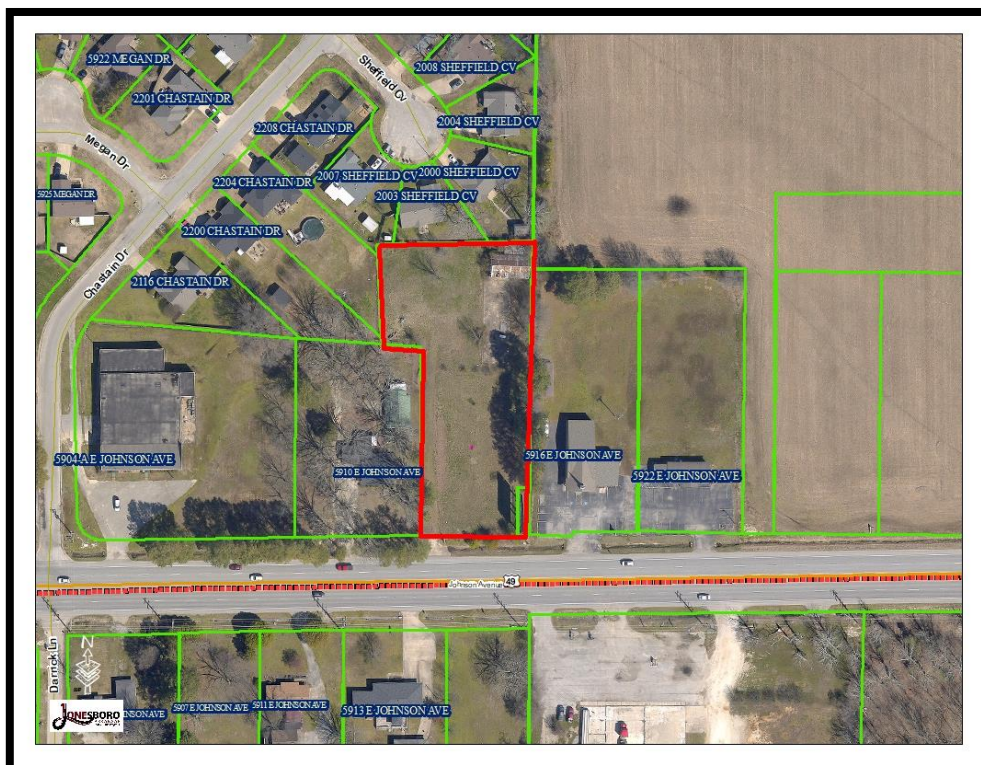 5922 MEGAN DR
2008 SHEFFIELD CV
2201 CHASTAIN DR
Sheffield Cv
2004 SHEFFIELD CV
2208 CHASTAIN DR
Megan Dr
2000 SHEFFIELD CV
2007 SHEFFIELD CV
2204 CHASTAIN DR
5925 MEGAN DR
2003 SHEFFIELD CV
2200 CHASTAIN DR
Chastain Dr
2116 CHASTAIN DR
5904-A E JOHNSON AVE
5910 E JOHNSON AVE
5916 E JOHNSON AVE
5922 E JOHNSON AVE
Johnson Avenue 49
Darrick Ln
N
JONESBORO
JOHNSON AVE
5907 E JOHNSON AVE
5911 E JOHNSON AVE
5913 E JOHNSON AVE